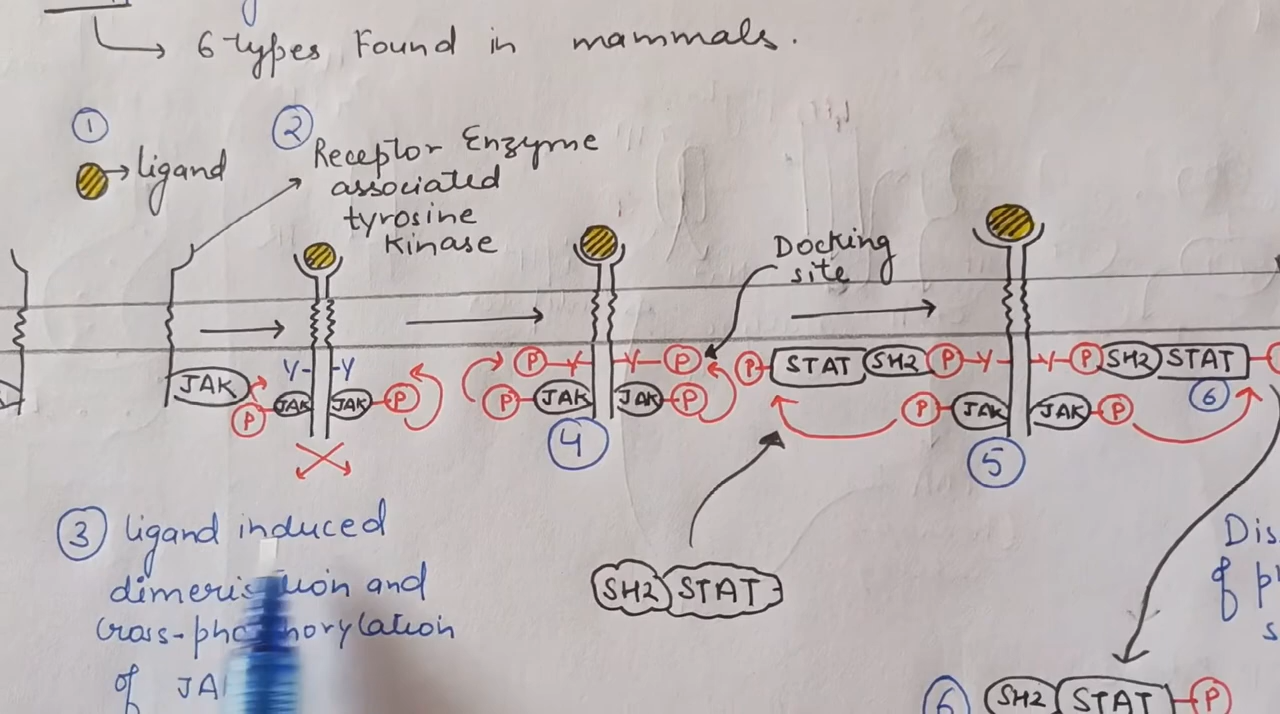 6 types Found in mammals.
1
2
ligand
Receptor Enzyme
associated
tyrosine
Kinase
Docking
site
JAK
P
Y
Y
JAK
JAK
P
P
Y
Y
P
P
JAK
JAK
P
4
P
STAT
SH2
P
Y
Y
P
SH2
STAT
6
P
JAK
JAK
P
5
3 ligand induced
and
of
SH2 STAT
of
6 SH2 STAT P